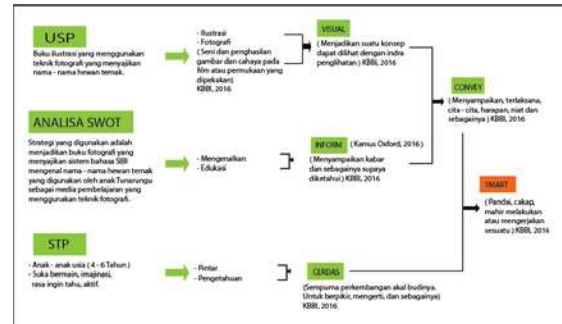 USP
Buku ilustrasi yang menggunakan
teknik fotografi yang menyajikan
nama - nama hewan ternak.
- Ilustrasi
- Fotografi
( Seni dan penghasilan
gambar dan cahaya pada
film atau permukaan yang
dipekakan)
KBBI, 2016
VISUAL
( Menjadikan suatu konsep
dapat dilihat dengan indra
penglihatan ) KBBI, 2016
CONVEY
( Menyampaikan, terlaksana,
cita - cita, harapan, niat dan
sebagainya ) KBBI, 2016
ANALISA SWOT
Strategi yang digunakan adalah
menjadikan buku fotografi yang
menyajikan sistem bahasa SIBI
mengenal nama - nama hewan ternak
yang digunakan oleh anak Tunarungu
sebagai media pembelajaran yang
menggunakan teknik fotografi.
- Mengenalkan
- Edukasi
INFORM ( Kamus Oxford, 2016 )
(Menyampaikan kabar
dan sebagainya supaya
diketahui ) KBBI, 2016
SMART
( Pandai, cakap,
mahir melakukan
atau mengerjakan
sesuatu ) KBBI, 2016
STP
- Anak - anak usia ( 4 - 6 Tahun )
- Suka bermain, imajinasi,
rasa ingin tahu, aktif.
- Pintar
- Pengetahuan
CERDAS
(Sempurna perkembangan akal budinya.
Untuk berpikir, mengerti, dan sebagainya)
KBBI, 2016